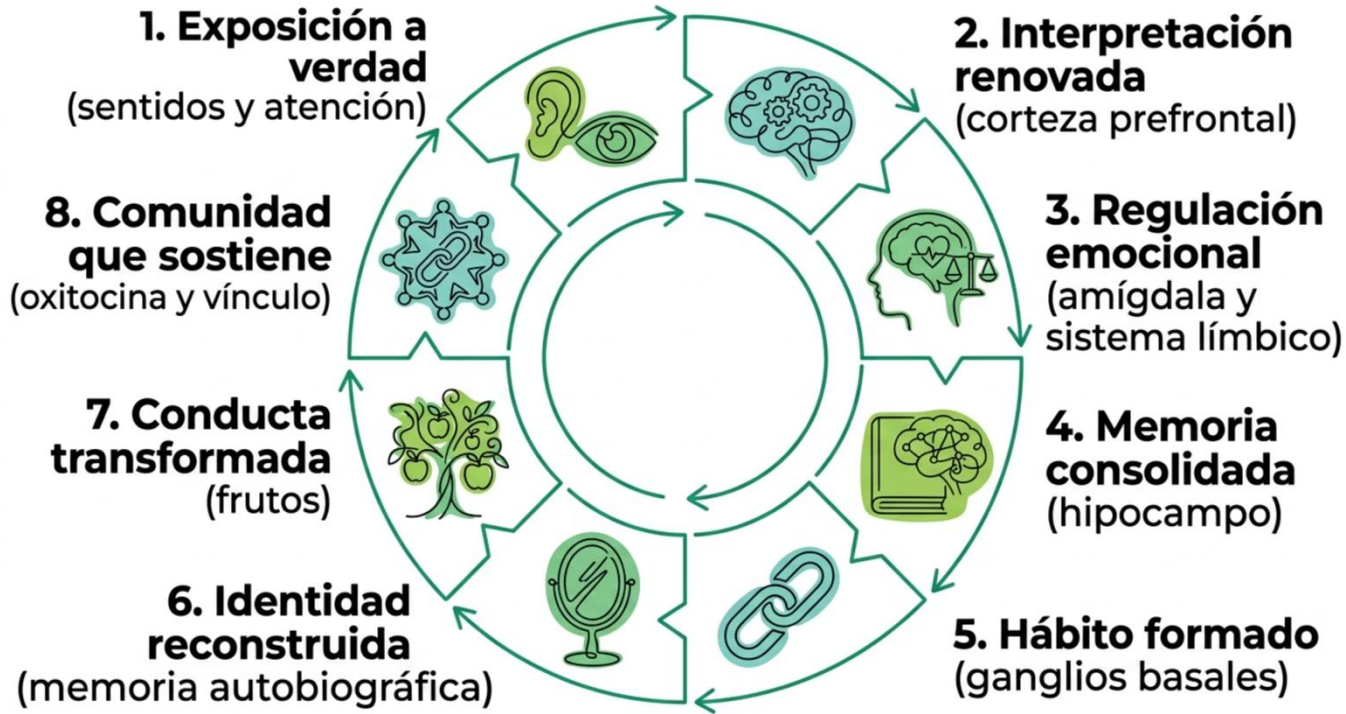 1. Exposición a
verdad
(sentidos y atención)
2. Interpretación
renovada
(corteza prefrontal)
3. Regulación
emocional
(amígdala y
sistema límbico)
4. Memoria
consolidada
(hipocampo)
5. Hábito formado
(ganglios basales)
6. Identidad
reconstruida
(memoria autobiográfica)
7. Conducta
transformada
(frutos)
8. Comunidad
que sostiene
(oxitocina y vínculo)